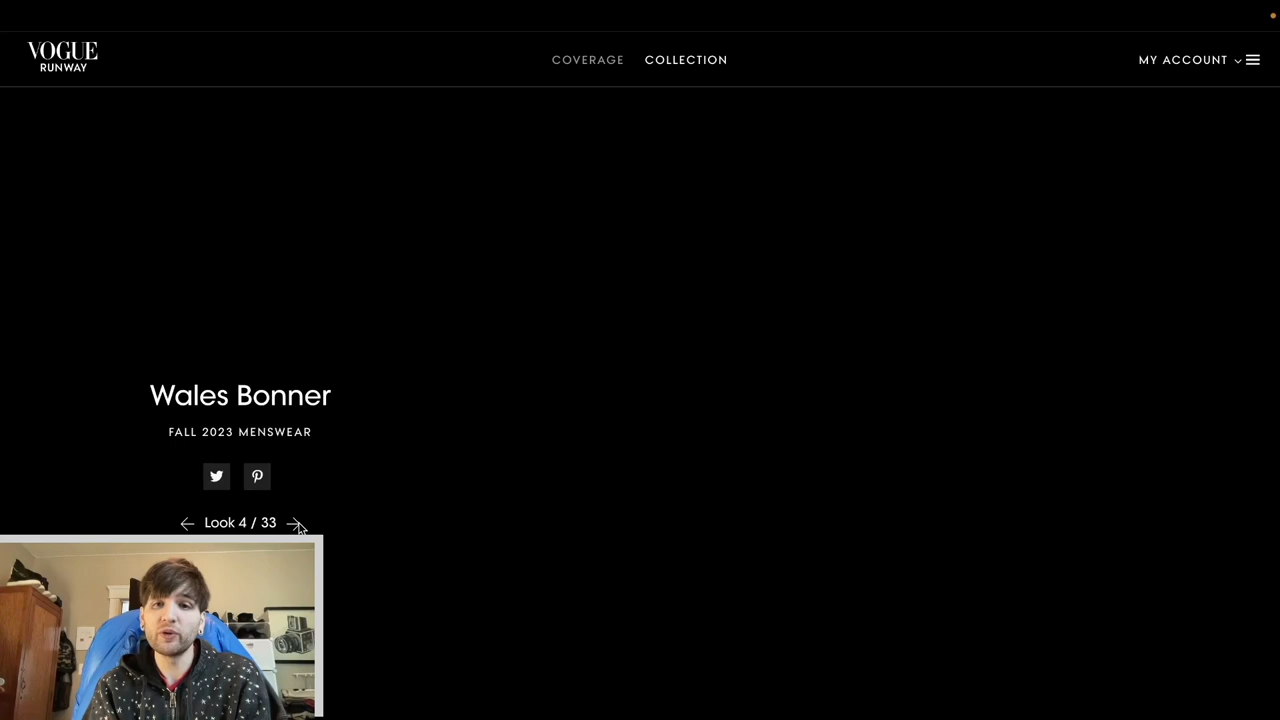 VOGUE
RUNWAY
COVERAGE COLLECTION
MY ACCOUNT
Wales Bonner
FALL 2023 MENSWEAR
Look 4 / 33